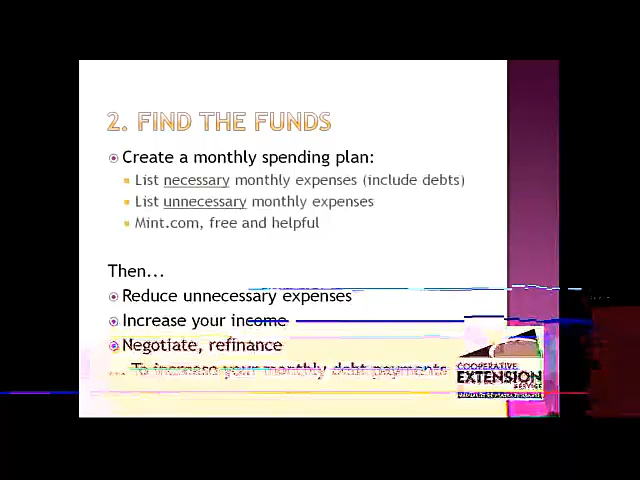 2. FIND THE FUNDS
Create a monthly spending plan:
List necessary monthly expenses (include debts)
List unnecessary monthly expenses
Mint.com, free and helpful
Then...
Reduce unnecessary expenses
Increase your income
Negotiate, refinance
... To increase your monthly debt payments
COOPERATIVE
EXTENSION
SERVICE